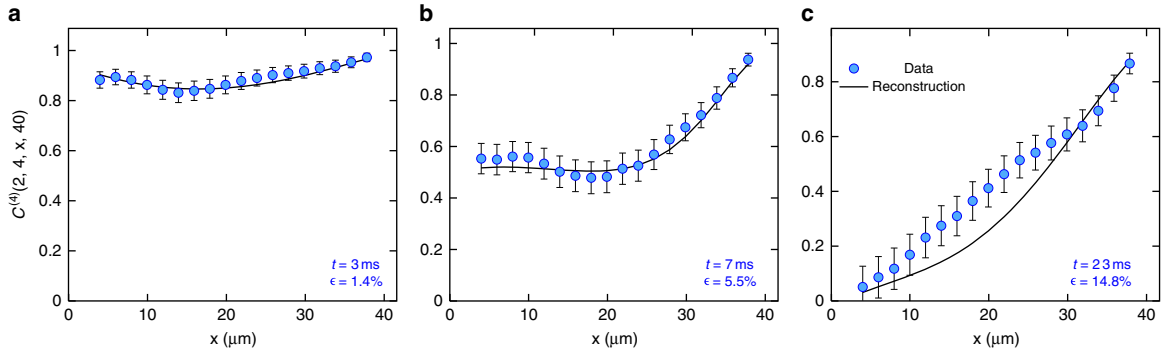 a
b
c
C⁽⁴⁾(2, 4, x, 40)
1
0.8
0.6
0.4
0.2
0
0 10 20 30 40
x (μm)
t = 3 ms
ϵ = 1.4%
1
0.8
0.6
0.4
0.2
0
0 10 20 30 40
x (μm)
t = 7 ms
ϵ = 5.5%
Data
Reconstruction
0.8
0.6
0.4
0.2
0
0 10 20 30 40
x (μm)
t = 23 ms
ϵ = 14.8%